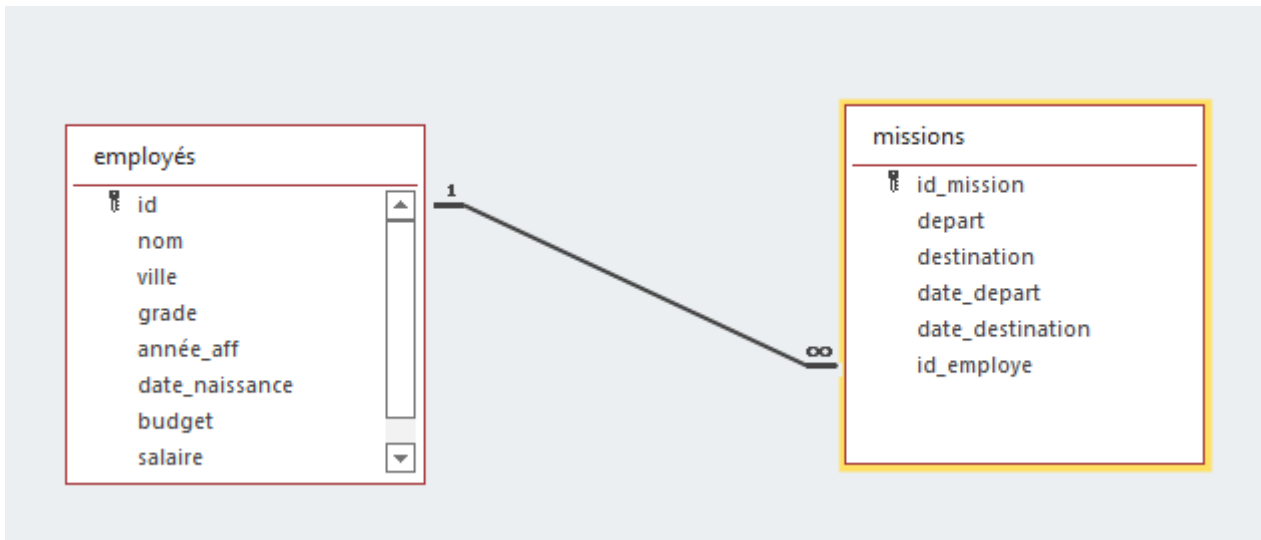 employés
id
nom
ville
grade
année_aff
date_naissance
budget
salaire
1
∞
missions
id_mission
depart
destination
date_depart
date_destination
id_employe